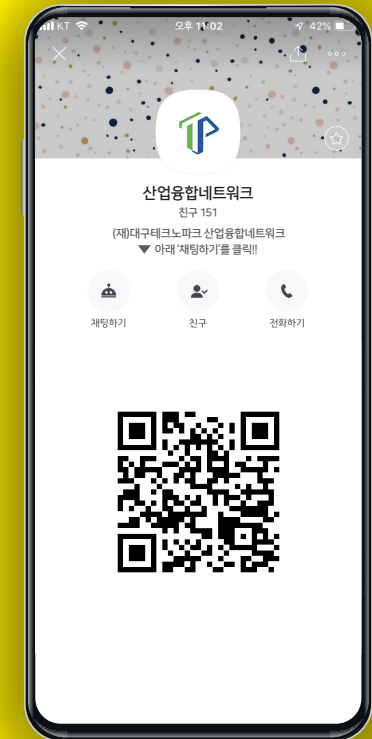 KT 오후 11:02 42%
TP
산업융합네트워크
친구 151
(재)대구테크노파크 산업융합네트워크
▼ 아래 '채팅하기'를 클릭!!
채팅하기 친구 전화하기